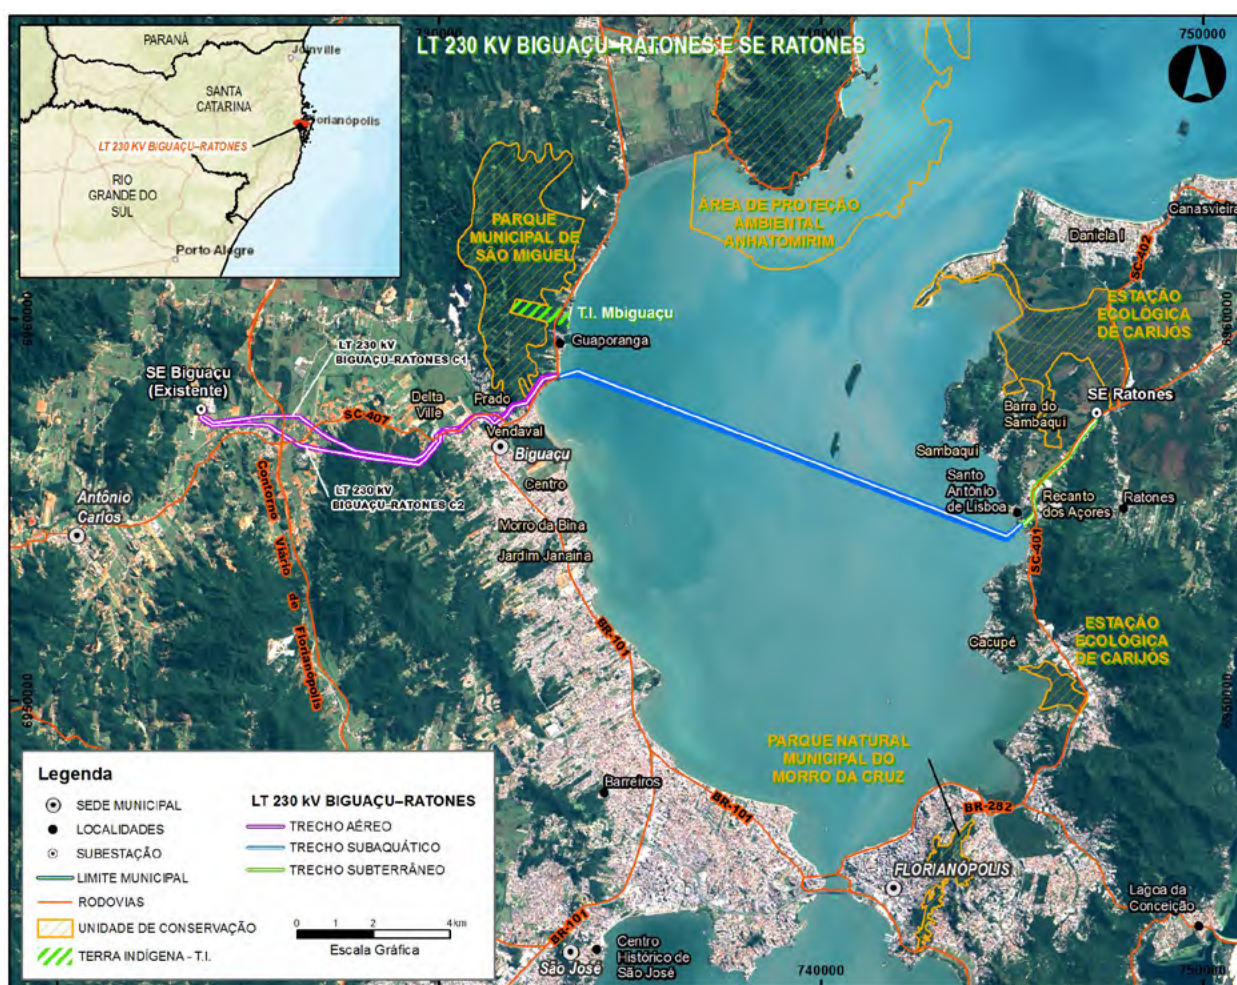 LT 230 KV BIGUAÇU–RATONES E SE RATONES
750000
740000
PARANÁ
Joinville
SANTA
CATARINA
Florianópolis
LT 230 KV BIGUAÇU–RATONES
RIO
GRANDE DO
SUL
Porto Alegre
PARQUE
MUNICIPAL DE
SÃO MIGUEL
ÁREA DE PROTEÇÃO
AMBIENTAL
ANHATOMIRIM
Canasvieira
Daniela I
SC-402
ESTAÇÃO
ECOLÓGICA
DE CARIJÓS
6960000
6960000
T.I. Mbiguaçu
Guaporanga
LT 230 KV
BIGUAÇU–RATONES C1
SE Biguaçu
(Existente)
Delta
Ville
Prado
SC-407
Vendaval
Biguaçu
SE Ratones
Barra do
Sambaqui
Sambaqui
Santo
Antônio
de Lisboa
Recanto
dos Açores
Ratones
LT 230 KV
BIGUAÇU–RATONES C2
Centro
Antônio
Carlos
Contorno Viário de Florianópolis
Morro da Bina
Jardim Janaina
SC-401
BR-101
Cacupé
ESTAÇÃO
ECOLÓGICA
DE CARIJÓS
6950000
6950000
PARQUE NATURAL
MUNICIPAL DO
MORRO DA CRUZ
Barreiros
BR-101
BR-282
FLORIANÓPOLIS
Lagoa da
Conceição
BR-101
São José
Centro
Histórico de
São José
740000
750000
Legenda
SEDE MUNICIPAL
LOCALIDADES
SUBESTAÇÃO
LIMITE MUNICIPAL
RODOVIAS
UNIDADE DE CONSERVAÇÃO
TERRA INDÍGENA - T.I.
LT 230 kV BIGUAÇU–RATONES
TRECHO AÉREO
TRECHO SUBAQUÁTICO
TRECHO SUBTERRÂNEO
0 1 2 4 km
Escala Gráfica